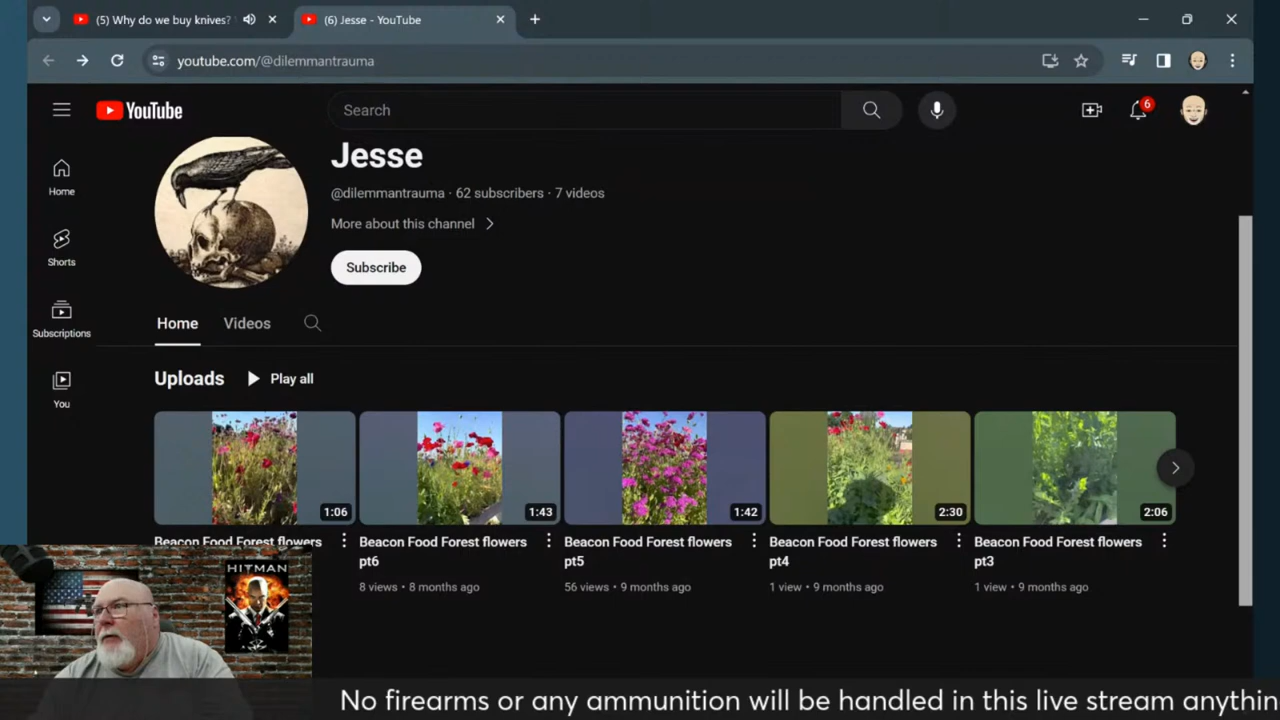 (5) Why do we buy knives?
(6) Jesse - YouTube
youtube.com/@dilemmantrauma
YouTube
Search
6
Home
Shorts
Subscriptions
You
Jesse
@dilemmantrauma · 62 subscribers · 7 videos
More about this channel
Subscribe
Home
Videos
Uploads
Play all
1:06
1:43
1:42
2:30
2:06
Beacon Food Forest flowers
Beacon Food Forest flowers
pt6
8 views • 8 months ago
Beacon Food Forest flowers
pt5
56 views • 9 months ago
Beacon Food Forest flowers
pt4
1 view • 9 months ago
Beacon Food Forest flowers
pt3
1 view • 9 months ago
HITMAN
No firearms or any ammunition will be handled in this live stream anythin